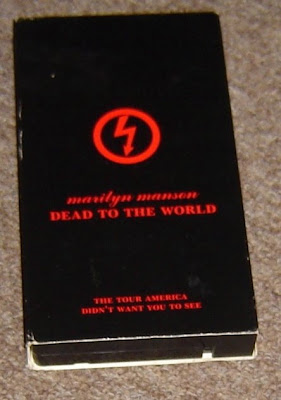 marilyn manson
DEAD TO THE WORLD
THE TOUR AMERICA
DIDN'T WANT YOU TO SEE